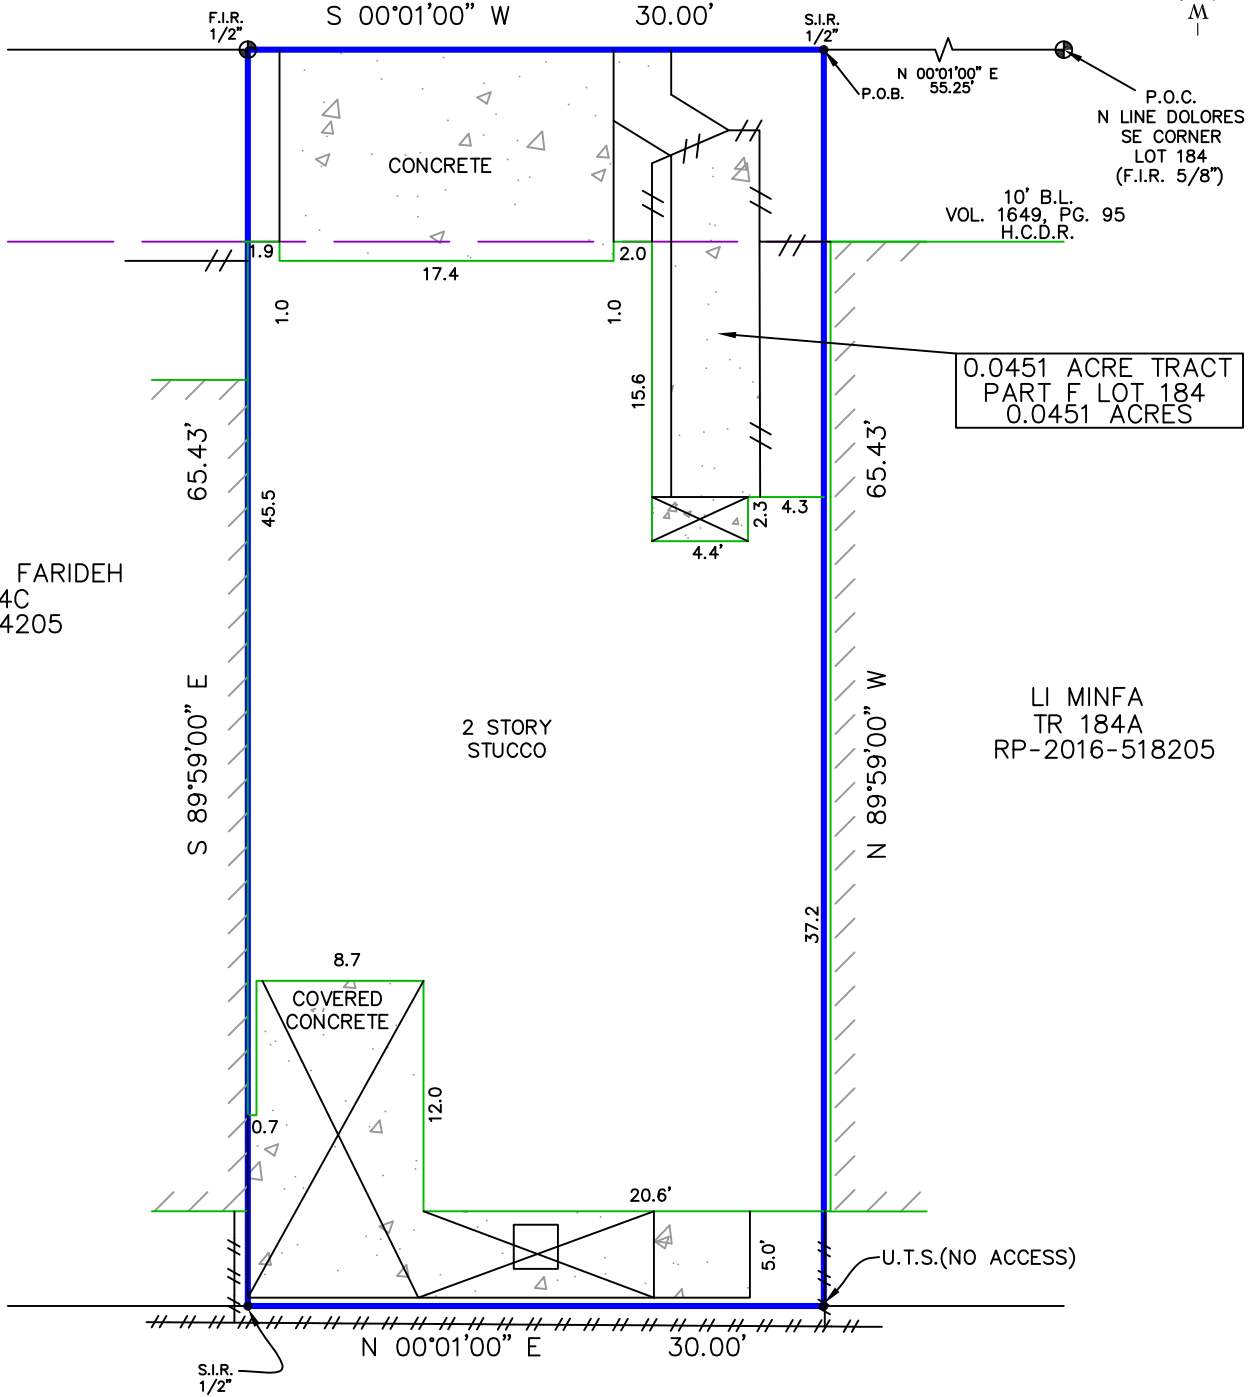 W
S 00°01'00" W 30.00'
F.I.R.
1/2"
S.I.R.
1/2"
N 00°01'00" E
55.25'
P.O.B.
P.O.C.
N LINE DOLORES
SE CORNER
LOT 184
(F.I.R. 5/8")
CONCRETE
10' B.L.
VOL. 1649, PG. 95
H.C.D.R.
1.9
17.4
2.0
1.0
1.0
15.6
0.0451 ACRE TRACT
PART F LOT 184
0.0451 ACRES
65.43'
65.43'
45.5
2.3
4.3
4.4'
FARIDEH
4C
4205
S 89°59'00" E
N 89°59'00" W
2 STORY
STUCCO
LI MINFA
TR 184A
RP-2016-518205
37.2
8.7
COVERED
CONCRETE
12.0
0.7
20.6'
5.0'
U.T.S.(NO ACCESS)
N 00°01'00" E 30.00'
S.I.R.
1/2"